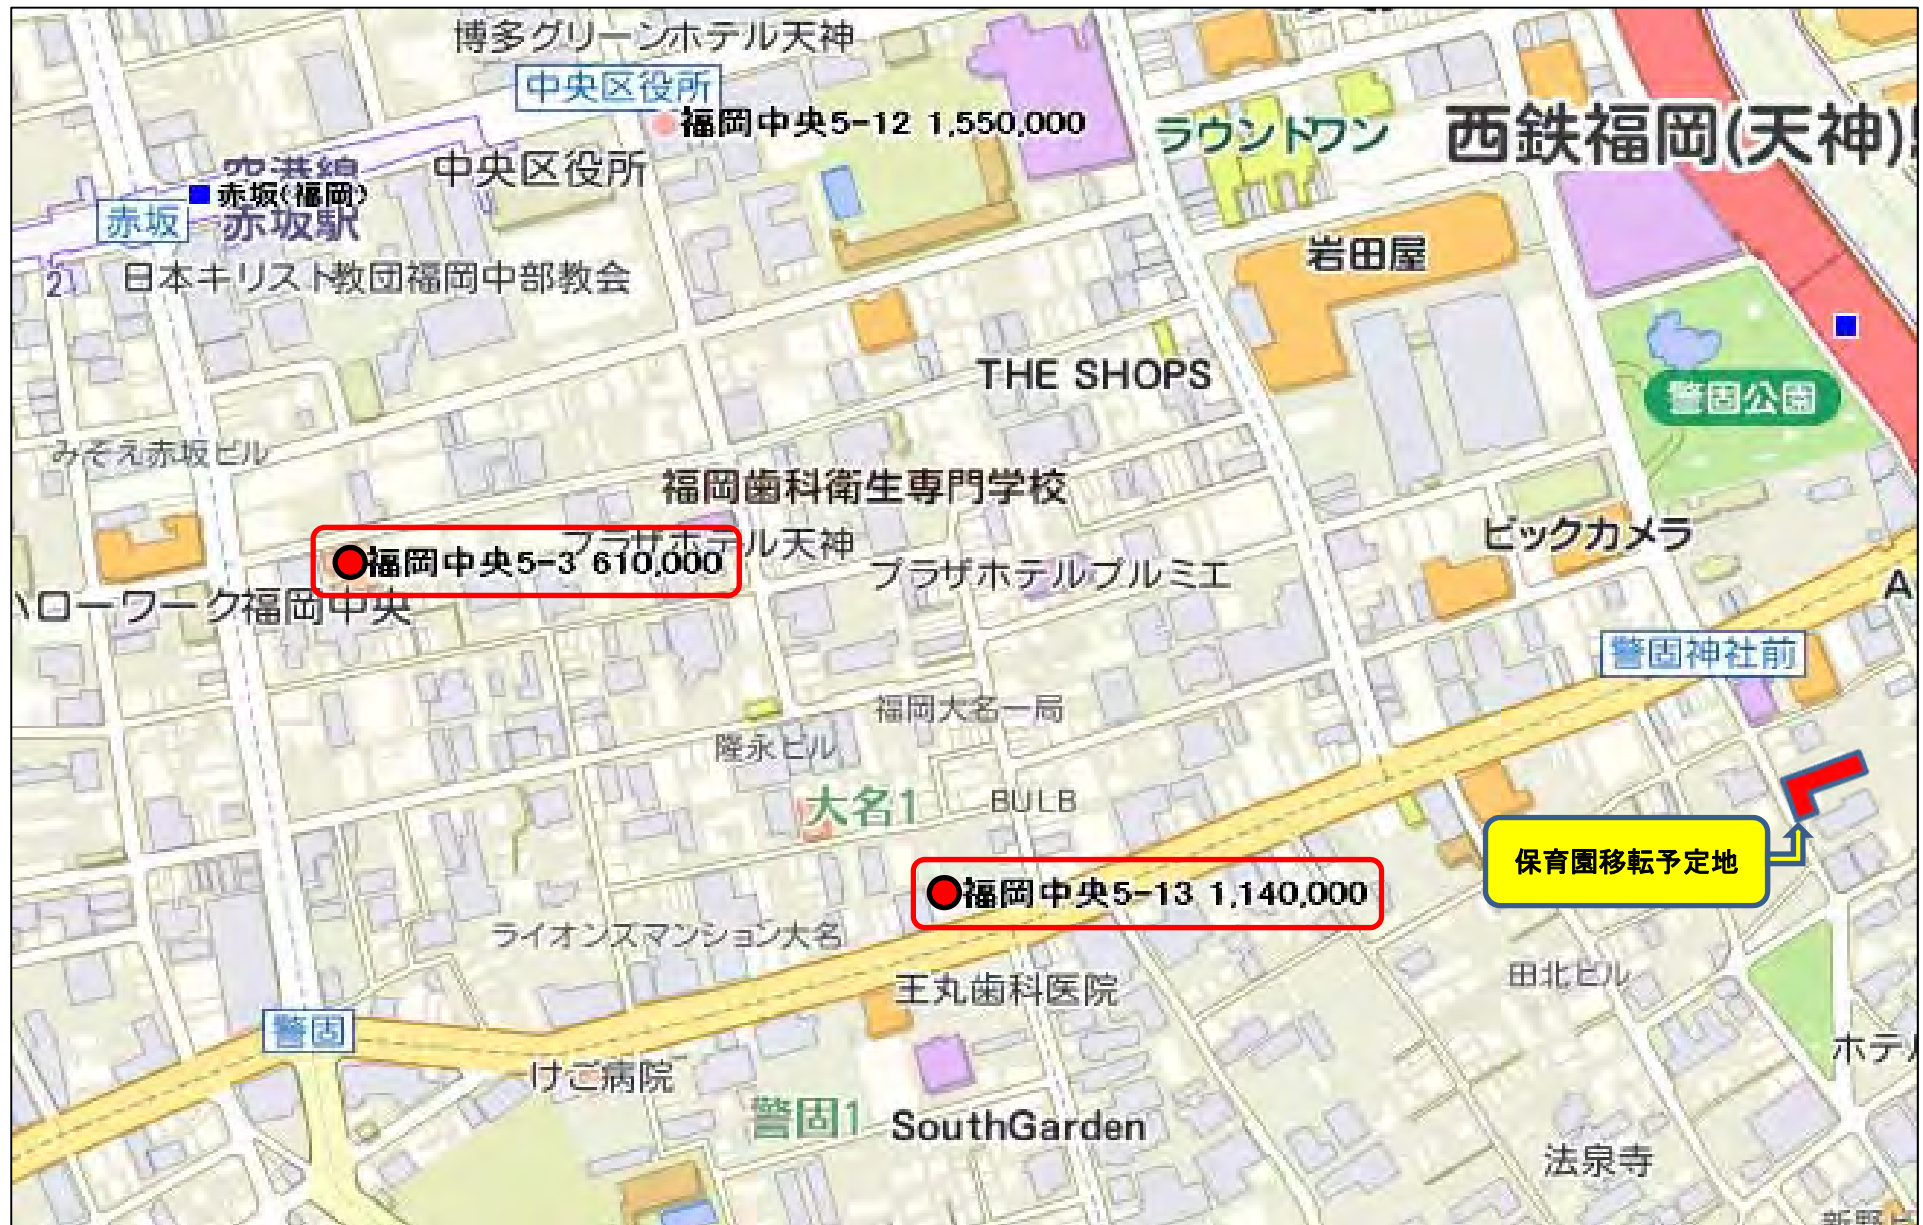 博多グリーンホテル天神
中央区役所
福岡中央5-12 1,550,000
ラウントワン
西鉄福岡(天神)
中央区役所
空港線
赤坂(福岡)
赤坂
赤坂駅
2
日本キリスト教団福岡中部教会
岩田屋
THE SHOPS
警固公園
みぞえ赤坂ビル
福岡歯科衛生専門学校
プラザホテル天神
福岡中央5-3 610,000
プラザホテルプルミエ
ビックカメラ
ハローワーク福岡中央
A
警固神社前
福岡大名一局
隆永ビル
大名1
BULB
保育園移転予定地
福岡中央5-13 1,140,000
ライオンスマンション大名
王丸歯科医院
田北ビル
警固
ホテル
けご病院
警固1
SouthGarden
法泉寺